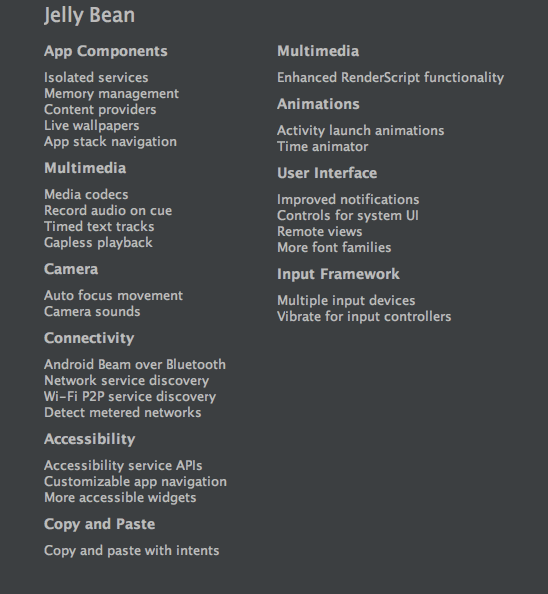 Jelly Bean
App Components
Isolated services
Memory management
Content providers
Live wallpapers
App stack navigation
Multimedia
Media codecs
Record audio on cue
Timed text tracks
Gapless playback
Camera
Auto focus movement
Camera sounds
Connectivity
Android Beam over Bluetooth
Network service discovery
Wi-Fi P2P service discovery
Detect metered networks
Accessibility
Accessibility service APIs
Customizable app navigation
More accessible widgets
Copy and Paste
Copy and paste with intents
Multimedia
Enhanced RenderScript functionality
Animations
Activity launch animations
Time animator
User Interface
Improved notifications
Controls for system UI
Remote views
More font families
Input Framework
Multiple input devices
Vibrate for input controllers